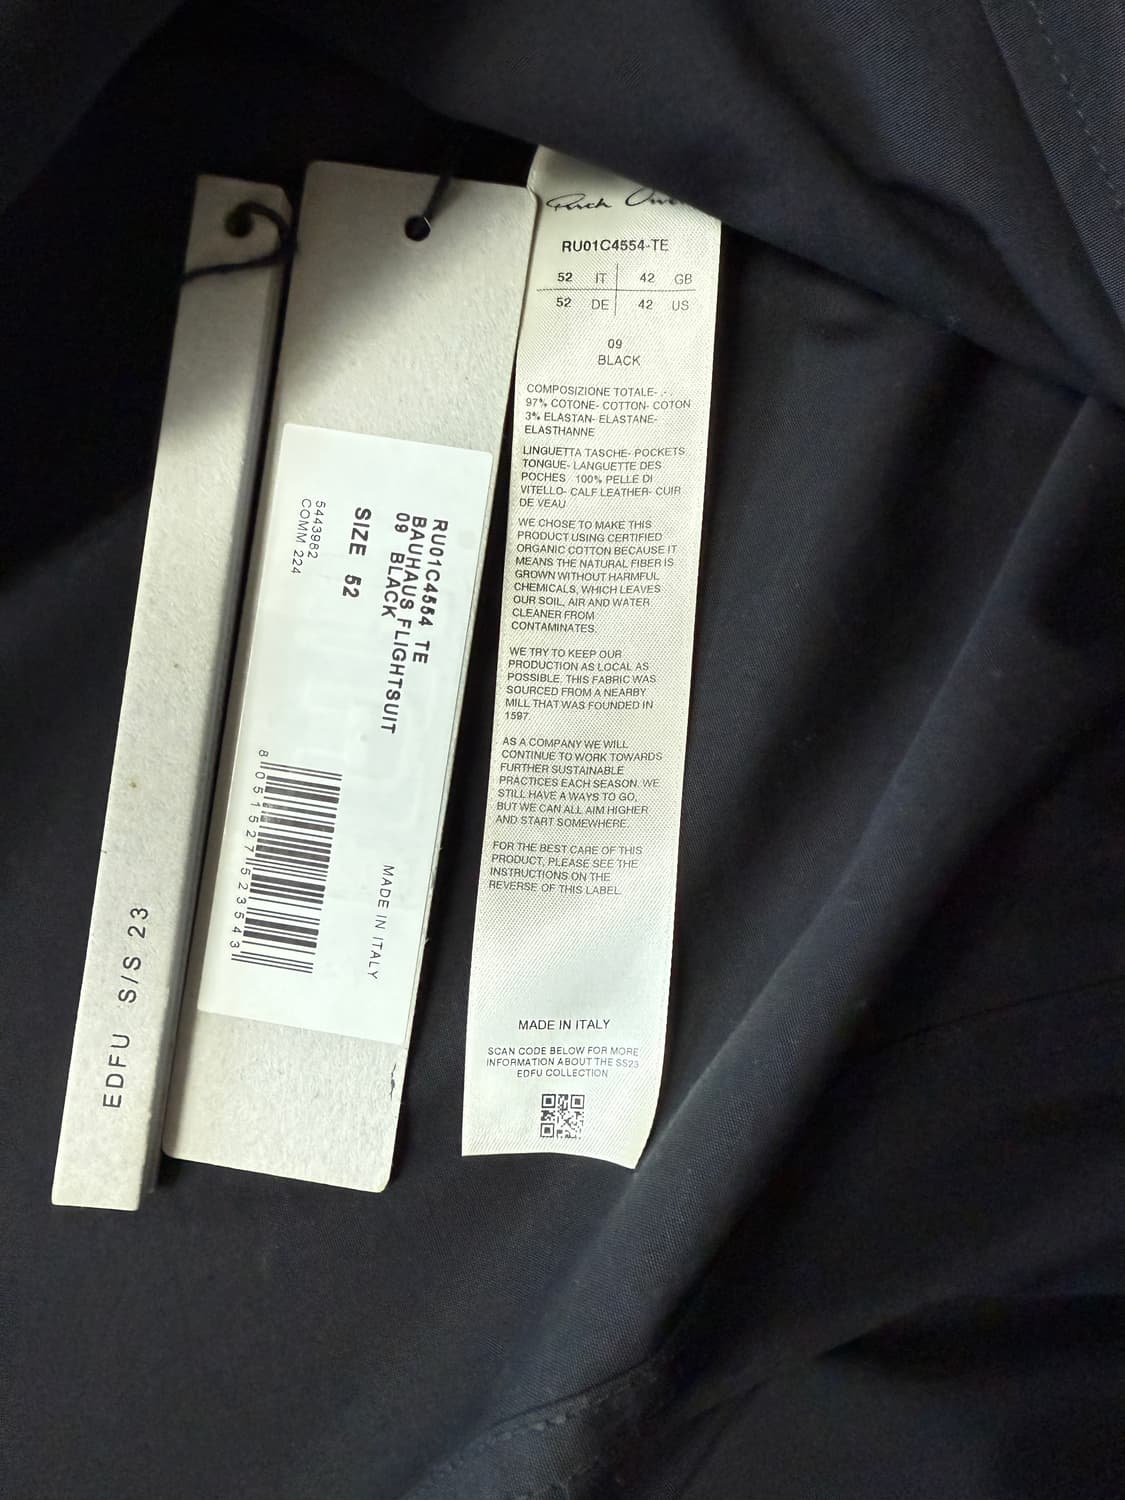 EDFU S/S 23
RU01C4554 TE
BAUHAUS FLIGHTSUIT
09 BLACK
SIZE 52
5443982
COMM 224
MADE IN ITALY
8 051527 523543
Rick
RU01C4554-TE
52 IT 42 GB
52 DE 42 US
09
BLACK
COMPOSIZIONE TOTALE- .- .
97% COTONE- COTTON- COTON
3% ELASTAN- ELASTANE-
ELASTHANNE
LINGUETTA TASCHE- POCKETS
TONGUE- LANGUETTE DES
POCHES 100% PELLE DI
VITELLO- CALF LEATHER- CUIR
DE VEAU
WE CHOSE TO MAKE THIS
PRODUCT USING CERTIFIED
ORGANIC COTTON BECAUSE IT
MEANS THE NATURAL FIBER IS
GROWN WITHOUT HARMFUL
CHEMICALS, WHICH LEAVES
OUR SOIL, AIR AND WATER
CLEANER FROM
CONTAMINATES.
WE TRY TO KEEP OUR
PRODUCTION AS LOCAL AS
POSSIBLE. THIS FABRIC WAS
SOURCED FROM A NEARBY
MILL THAT WAS FOUNDED IN
1597.
AS A COMPANY WE WILL
CONTINUE TO WORK TOWARDS
FURTHER SUSTAINABLE
PRACTICES EACH SEASON. WE
STILL HAVE A WAYS TO GO,
BUT WE CAN ALL AIM HIGHER
AND START SOMEWHERE.
FOR THE BEST CARE OF THIS
PRODUCT, PLEASE SEE THE
INSTRUCTIONS ON THE
REVERSE OF THIS LABEL.
MADE IN ITALY
SCAN CODE BELOW FOR MORE
INFORMATION ABOUT THE SS23
EDFU COLLECTION